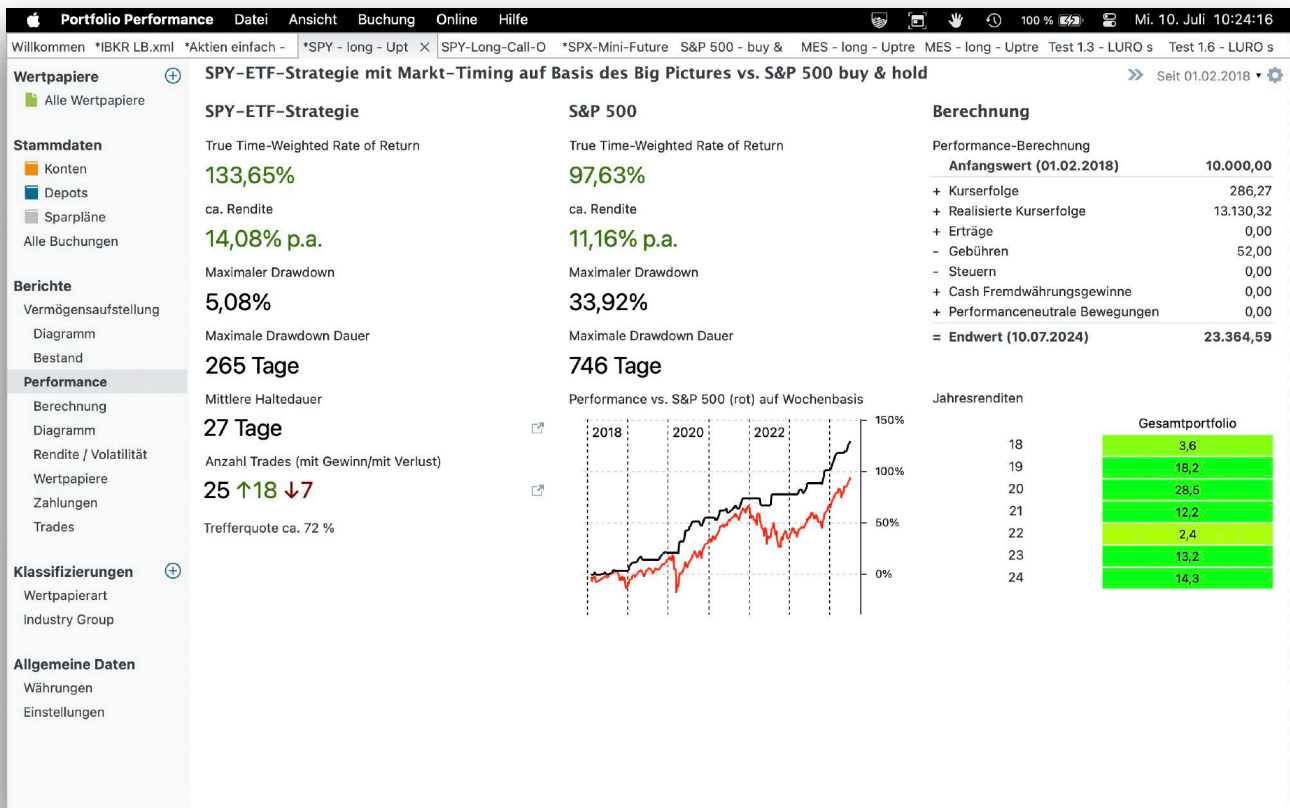 Portfolio Performance Datei Ansicht Buchung Online Hilfe 100 % Mi. 10. Juli 10:24:16
Willkommen *IBKR LB.xml *Aktien einfach - *SPY - long - Upt × SPY-Long-Call-O *SPX-Mini-Future S&P 500 - buy & MES - long - Uptre MES - long - Uptre Test 1.3 - LURO s Test 1.6 - LURO s
Wertpapiere
Alle Wertpapiere
Stammdaten
Konten
Depots
Sparpläne
Alle Buchungen
Berichte
Vermögensaufstellung
Diagramm
Bestand
Performance
Berechnung
Diagramm
Rendite / Volatilität
Wertpapiere
Zahlungen
Trades
Klassifizierungen
Wertpapierart
Industry Group
Allgemeine Daten
Währungen
Einstellungen
SPY-ETF-Strategie mit Markt-Timing auf Basis des Big Pictures vs. S&P 500 buy & hold
Seit 01.02.2018
SPY-ETF-Strategie
True Time-Weighted Rate of Return
133,65%
ca. Rendite
14,08% p.a.
Maximaler Drawdown
5,08%
Maximale Drawdown Dauer
265 Tage
Mittlere Haltedauer
27 Tage
Anzahl Trades (mit Gewinn/mit Verlust)
25 ↑18 ↓7
Trefferquote ca. 72 %
S&P 500
True Time-Weighted Rate of Return
97,63%
ca. Rendite
11,16% p.a.
Maximaler Drawdown
33,92%
Maximale Drawdown Dauer
746 Tage
Performance vs. S&P 500 (rot) auf Wochenbasis
2018 2020 2022
150%
100%
50%
0%
Berechnung
Performance-Berechnung
Anfangswert (01.02.2018) 10.000,00
+ Kurserfolge 286,27
+ Realisierte Kurserfolge 13.130,32
+ Erträge 0,00
- Gebühren 52,00
- Steuern 0,00
+ Cash Fremdwährungsgewinne 0,00
+ Performanceneutrale Bewegungen 0,00
= Endwert (10.07.2024) 23.364,59
Jahresrenditen
Gesamtportfolio
18 3,6
19 18,2
20 28,5
21 12,2
22 2,4
23 13,2
24 14,3